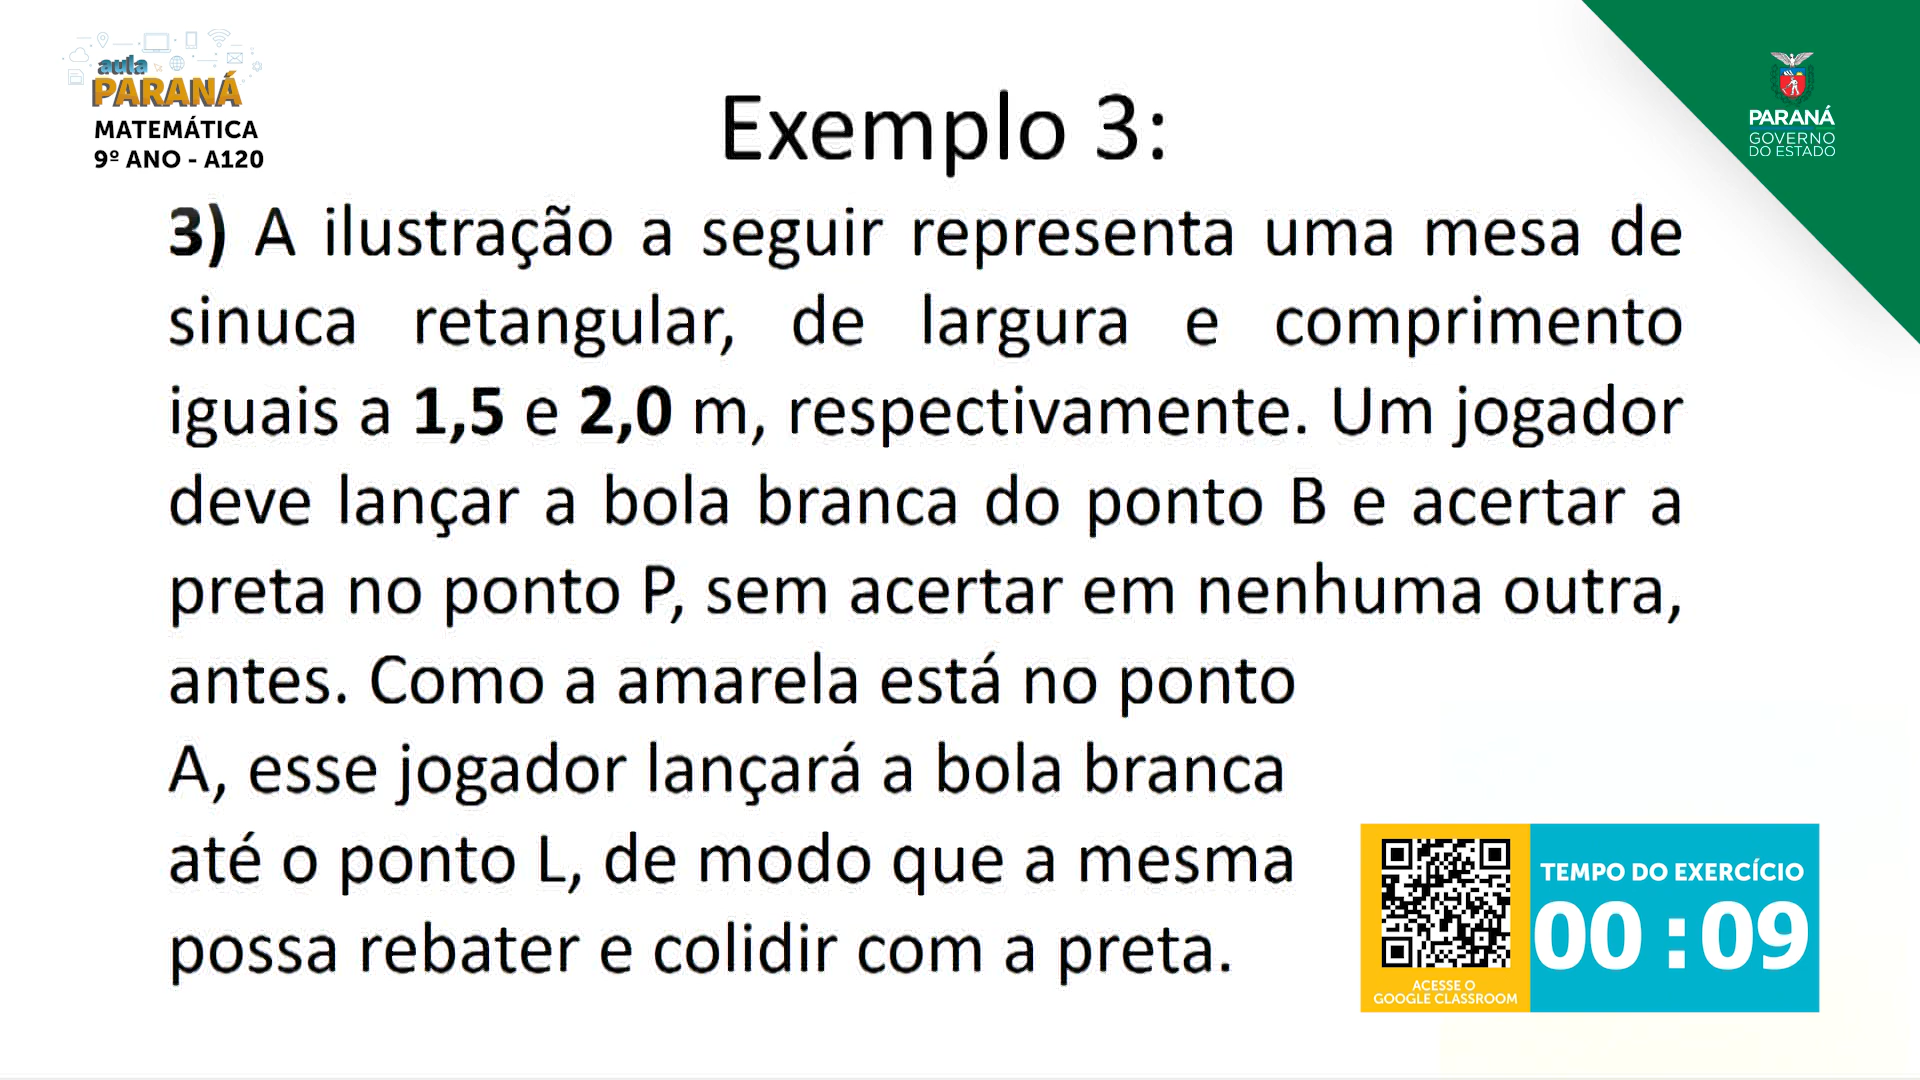 aula
PARANÁ
MATEMÁTICA
9º ANO - A120
PARANÁ
GOVERNO
DO ESTADO
Exemplo 3:
3) A ilustração a seguir representa uma mesa de
sinuca retangular, de largura e comprimento
iguais a 1,5 e 2,0 m, respectivamente. Um jogador
deve lançar a bola branca do ponto B e acertar a
preta no ponto P, sem acertar em nenhuma outra,
antes. Como a amarela está no ponto
A, esse jogador lançará a bola branca
até o ponto L, de modo que a mesma
possa rebater e colidir com a preta.
ACESSE O
GOOGLE CLASSROOM
TEMPO DO EXERCÍCIO
00:09